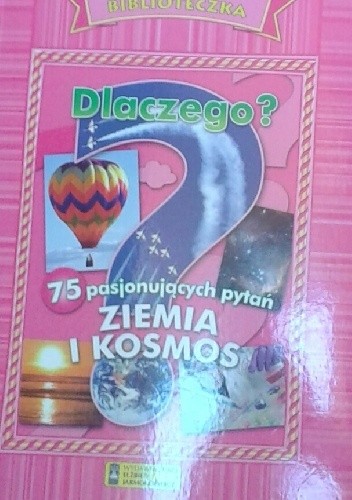 BIBLIOTECZKA
Dlaczego?
75 pasjonujących pytań
ZIEMIA
I KOSMOS